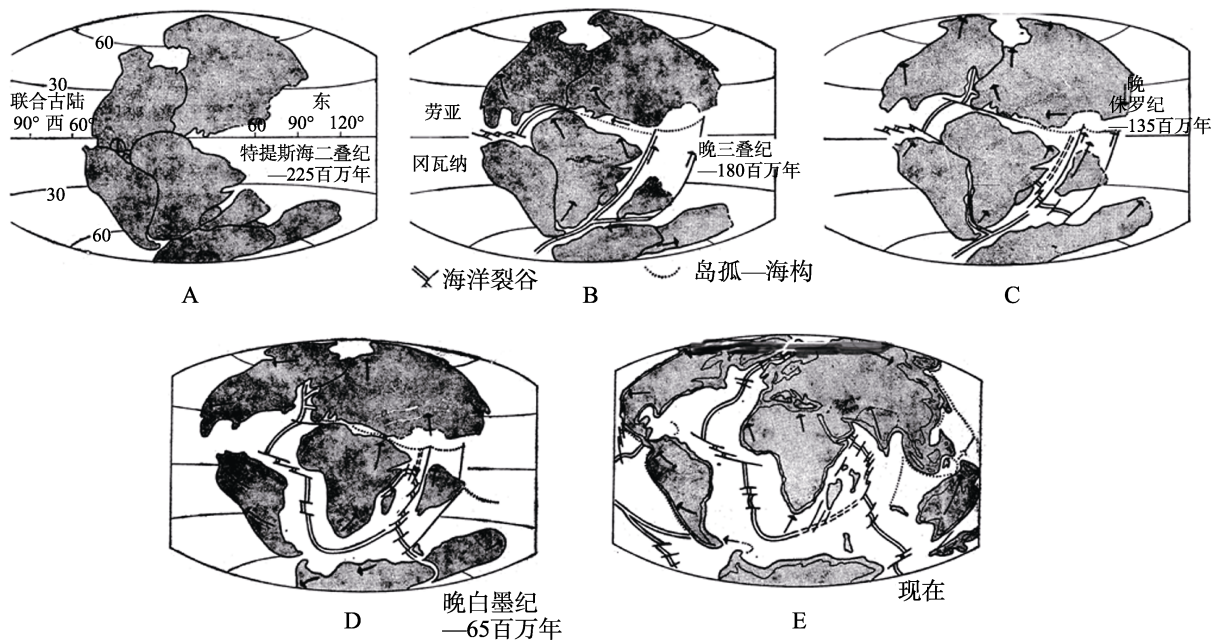 60
30
联合古陆
90° 西 60°
东
60 90° 120°
特提斯海二叠纪
—225百万年
30
60
A
劳亚
冈瓦纳
晚三叠纪
—180百万年
B
晚
侏罗纪
—135百万年
C
海洋裂谷
岛孤—海构
晚白墨纪
—65百万年
D
现在
E